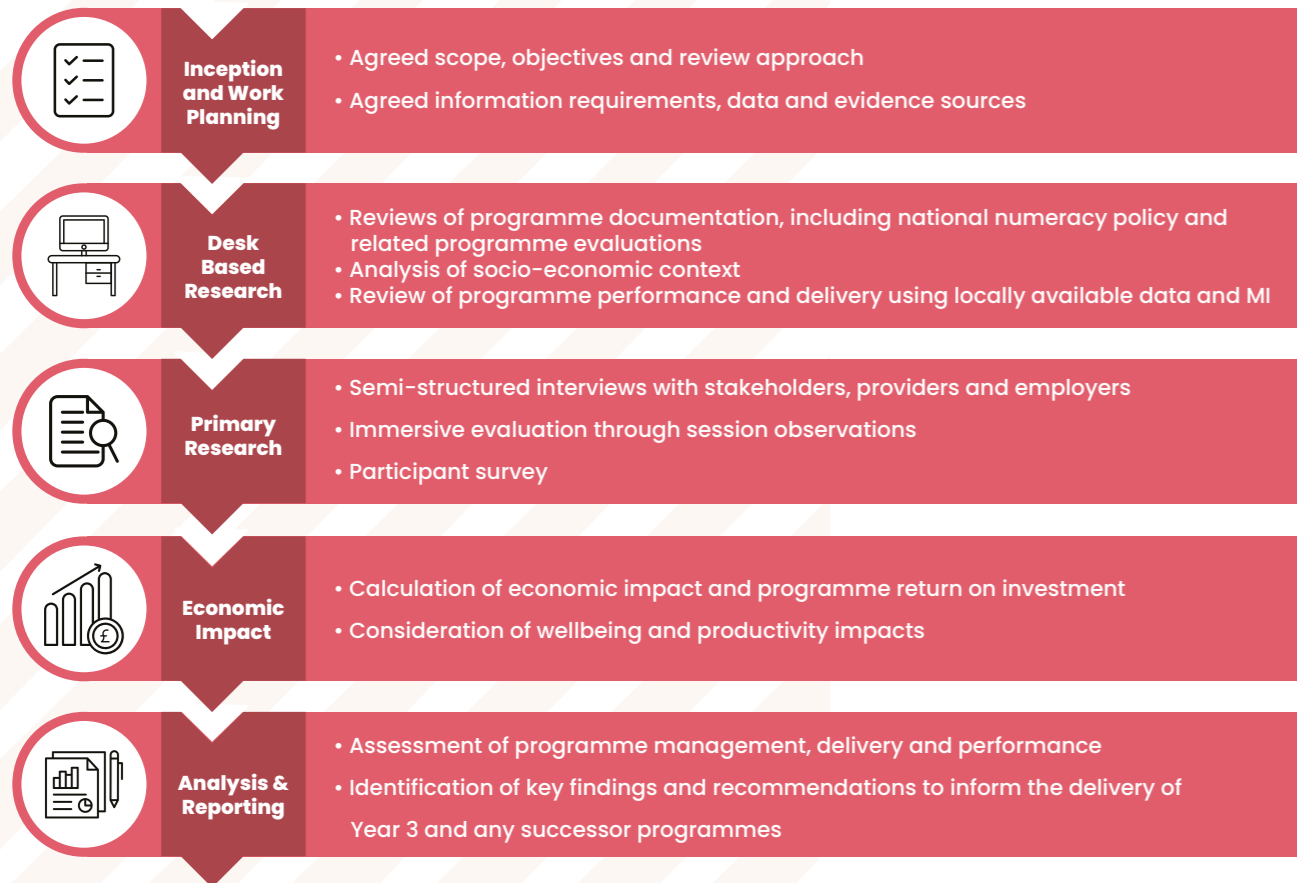 Inception
and Work
Planning
• Agreed scope, objectives and review approach
• Agreed information requirements, data and evidence sources
Desk
Based
Research
• Reviews of programme documentation, including national numeracy policy and
related programme evaluations
• Analysis of socio-economic context
• Review of programme performance and delivery using locally available data and MI
Primary
Research
• Semi-structured interviews with stakeholders, providers and employers
• Immersive evaluation through session observations
• Participant survey
£
Economic
Impact
• Calculation of economic impact and programme return on investment
• Consideration of wellbeing and productivity impacts
Analysis &
Reporting
• Assessment of programme management, delivery and performance
• Identification of key findings and recommendations to inform the delivery of
Year 3 and any successor programmes